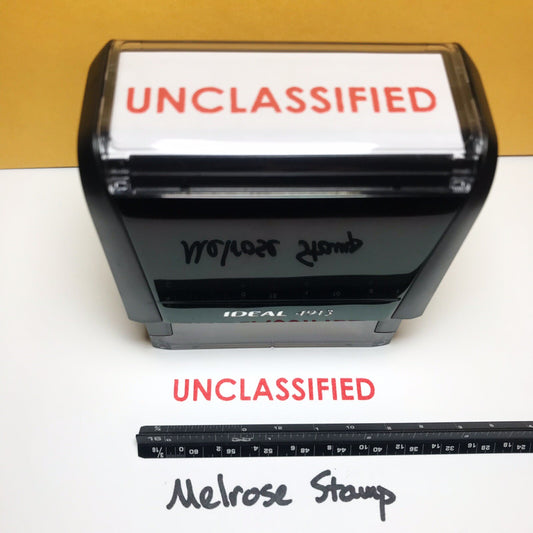 UNCLASSIFIED
Melrose Stamp
IDEAL 4913
UNCLASSIFIED
Melrose Stamp